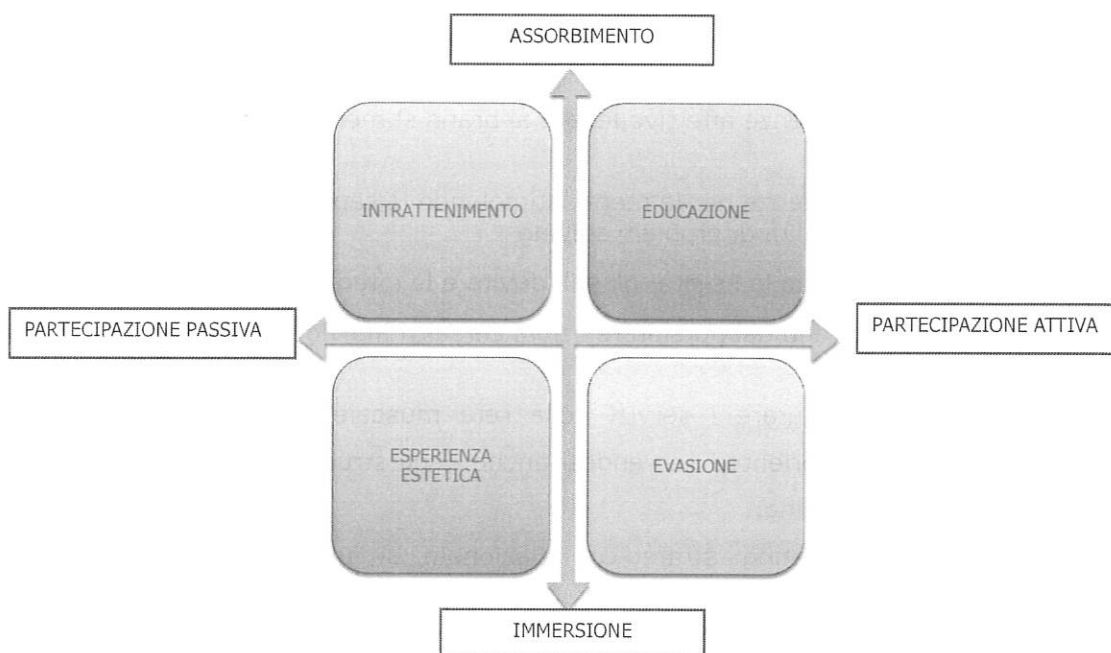 ASSORBIMENTO
INTRATTENIMENTO
EDUCAZIONE
PARTECIPAZIONE PASSIVA
PARTECIPAZIONE ATTIVA
ESPERIENZA
ESTETICA
EVASIONE
IMMERSIONE